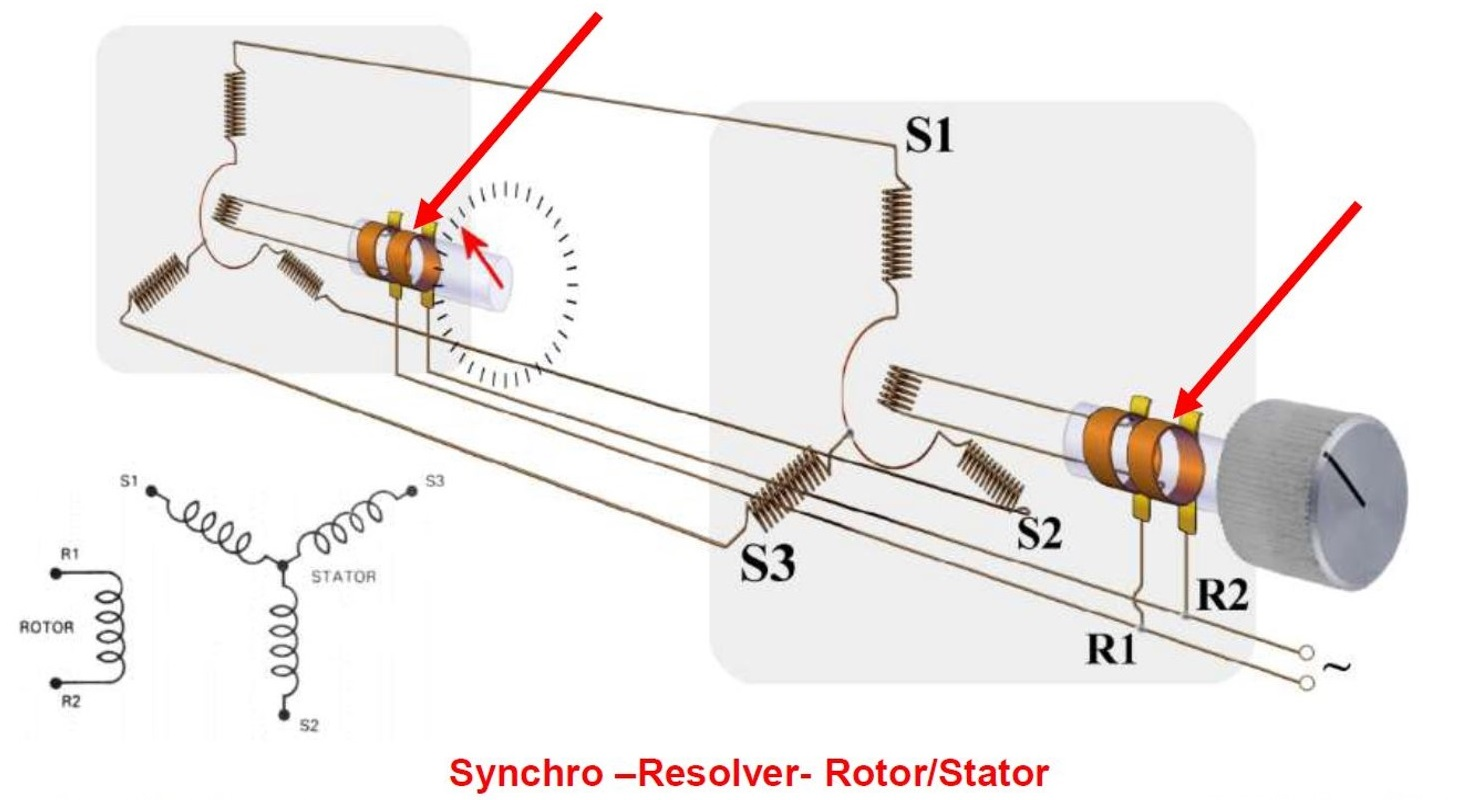 S1
S2
S3
R1
R2
~
S1
S3
STATOR
R1
ROTOR
R2
S2
Synchro –Resolver- Rotor/Stator